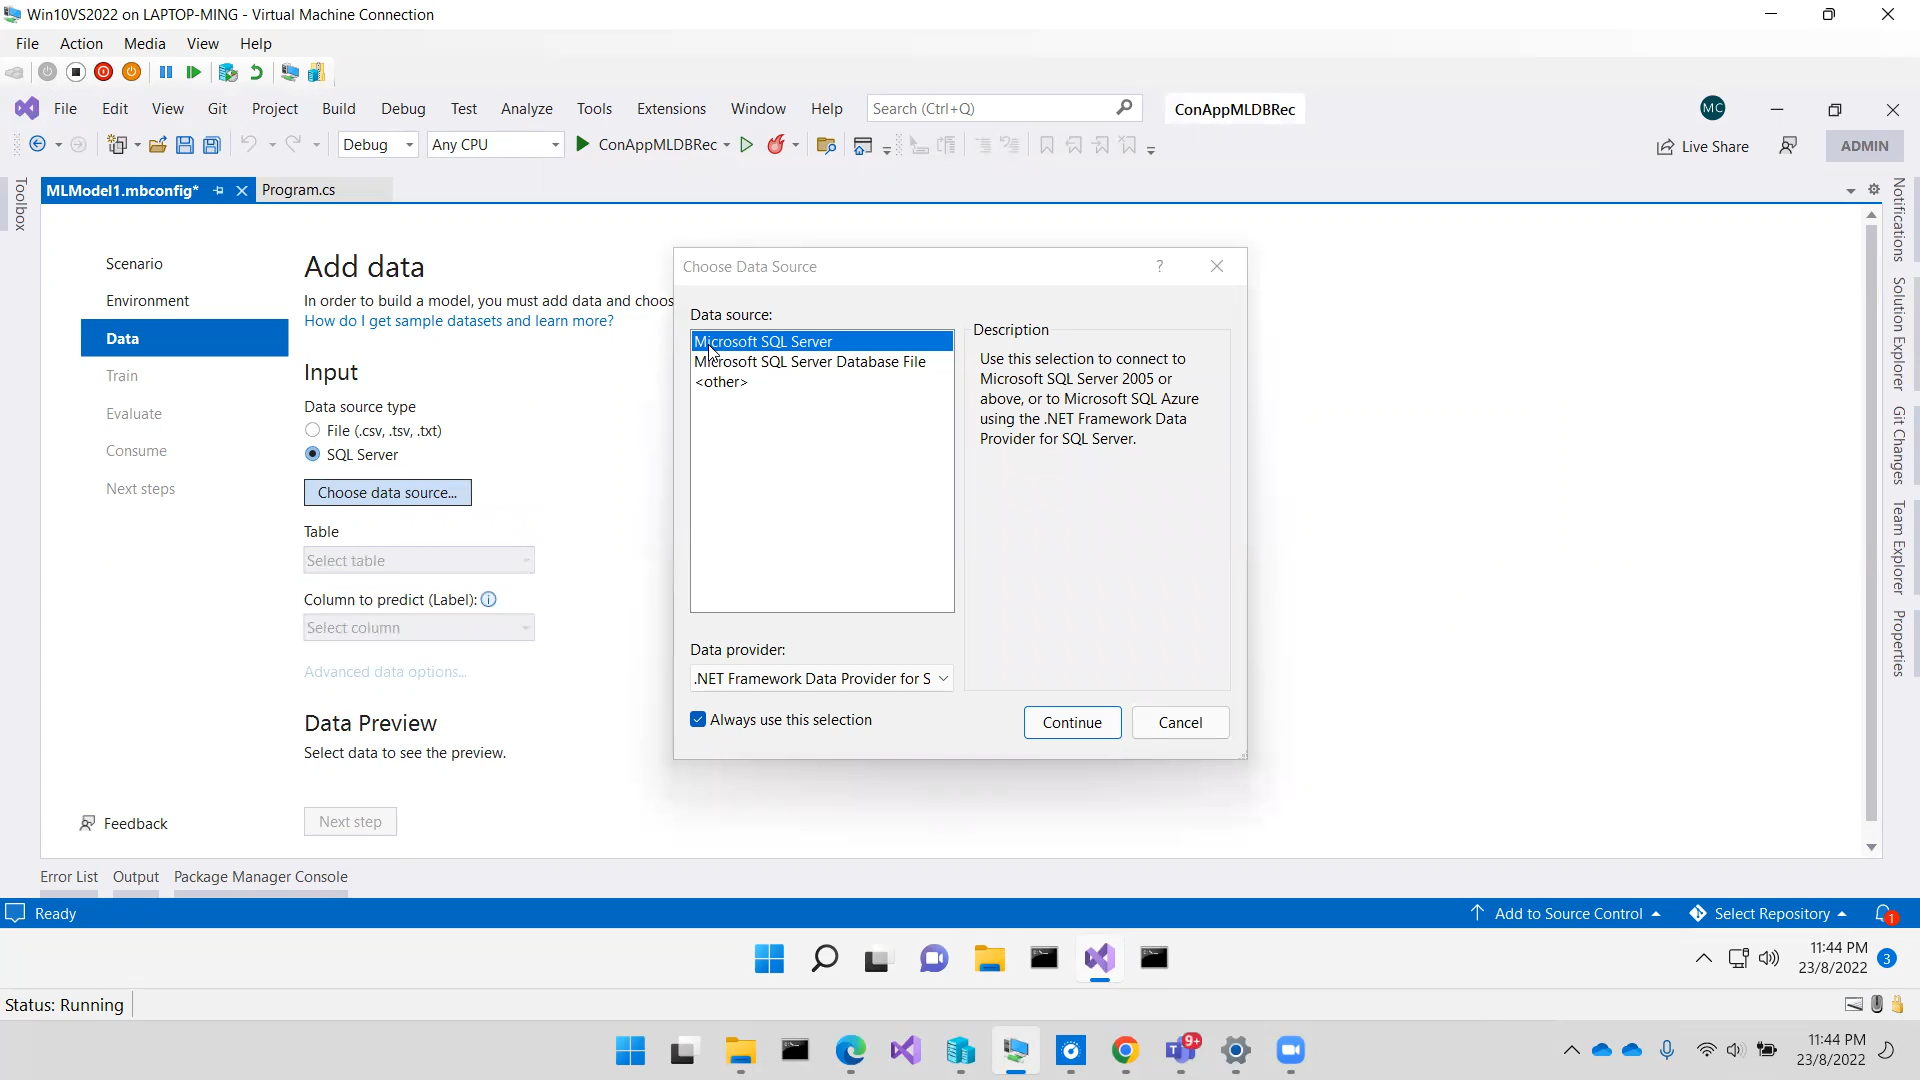 Win10VS2022 on LAPTOP-MING - Virtual Machine Connection
File Action Media View Help
File Edit View Git Project Build Debug Test Analyze Tools Extensions Window Help Search (Ctrl+Q) ConAppMLDBRec MC
Debug Any CPU ConAppMLDBRec Live Share ADMIN
Toolbox
MLModel1.mbconfig* Program.cs
Scenario
Environment
Data
Train
Evaluate
Consume
Next steps
Feedback
Add data
In order to build a model, you must add data and choos
How do I get sample datasets and learn more?
Input
Data source type
File (.csv, .tsv, .txt)
SQL Server
Choose data source...
Table
Select table
Column to predict (Label):
Select column
Advanced data options...
Data Preview
Select data to see the preview.
Next step
Choose Data Source
?
Data source:
Microsoft SQL Server
Microsoft SQL Server Database File
<other>
Description
Use this selection to connect to
Microsoft SQL Server 2005 or
above, or to Microsoft SQL Azure
using the .NET Framework Data
Provider for SQL Server.
Data provider:
.NET Framework Data Provider for S
Always use this selection
Continue Cancel
Notifications
Solution Explorer
Git Changes
Team Explorer
Properties
Error List Output Package Manager Console
Ready Add to Source Control Select Repository 1
11:44 PM
23/8/2022 3
Status: Running
9+
11:44 PM
23/8/2022